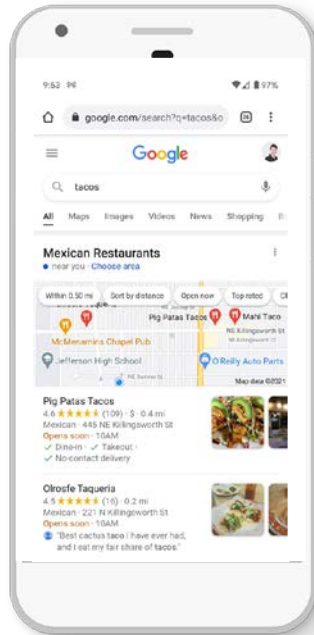 9:53 PM
97%
google.com/search?q=tacos&o
Google
tacos
All Maps Images Videos News Shopping
Mexican Restaurants
near you · Choose area
Within 0.50 mi Sort by distance Open now Top rated
Pig Patas Tacos
Mahl Taco
NE Killingsworth St
McMenamins Chapel Pub
Jefferson High School
O'Reilly Auto Parts
Map data ©2021
Pig Patas Tacos
4.6 (109) · $ · 0.4 mi
Mexican · 445 NE Killingsworth St
Opens soon · 10AM
✓ Dine-in · ✓ Takeout ·
✓ No-contact delivery
Olrosfe Taqueria
4.5 (16) · 0.2 mi
Mexican · 221 N Killingsworth St
Opens soon · 10AM
"Best cactus taco I have ever had,
and I eat my fair share of tacos."